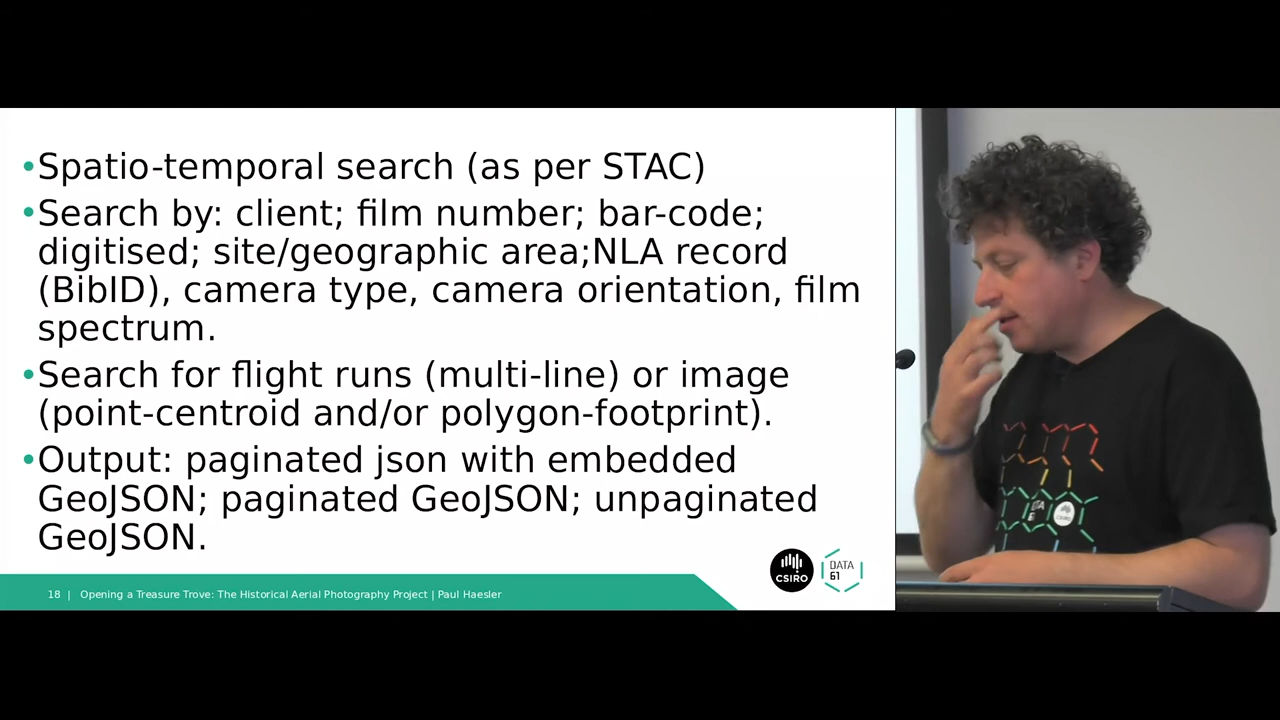 •Spatio-temporal search (as per STAC)
•Search by: client; film number; bar-code;
digitised; site/geographic area;NLA record
(BibID), camera type, camera orientation, film
spectrum.
•Search for flight runs (multi-line) or image
(point-centroid and/or polygon-footprint).
•Output: paginated json with embedded
GeoJSON; paginated GeoJSON; unpaginated
GeoJSON.
CSIRO
DATA
61
18 | Opening a Treasure Trove: The Historical Aerial Photography Project | Paul Haesler
CSIRO